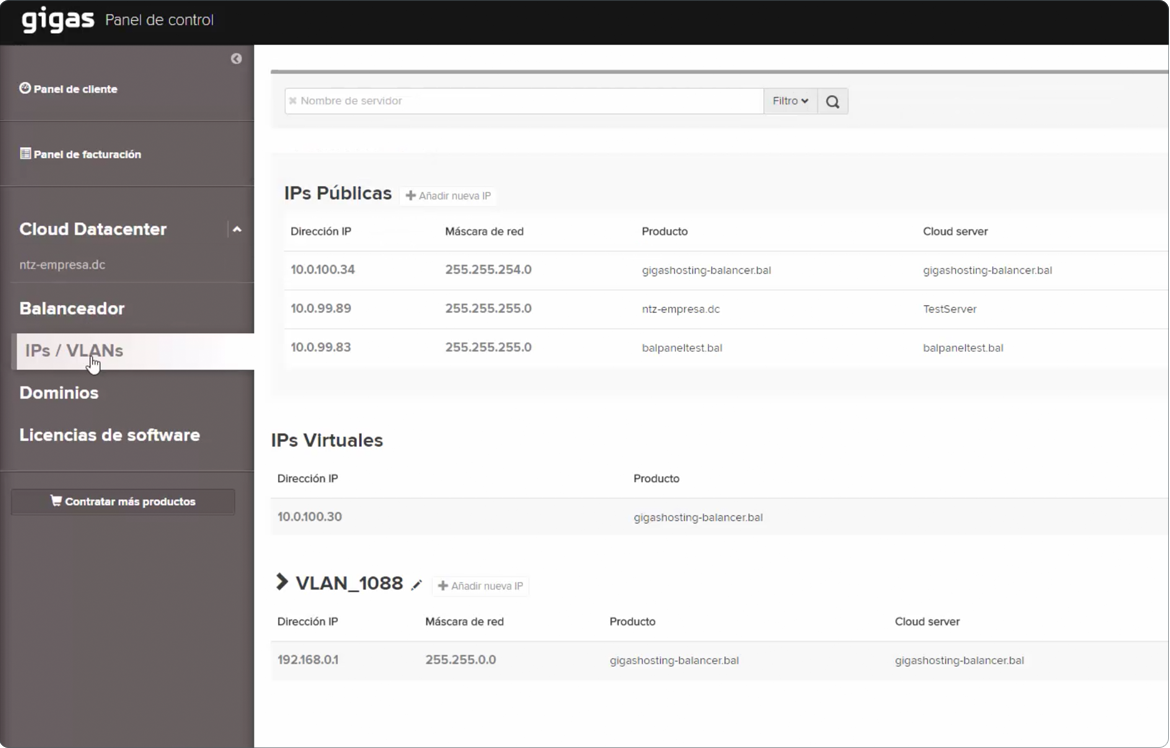 gigas Panel de control
Panel de cliente
Panel de facturación
Cloud Datacenter
ntz-empresa.dc
Balanceador
IPs / VLANs
Dominios
Licencias de software
Contratar más productos
Nombre de servidor Filtro
IPs Públicas Añadir nueva IP
Dirección IP Máscara de red Producto Cloud server
10.0.100.34 255.255.254.0 gigashosting-balancer.bal gigashosting-balancer.bal
10.0.99.89 255.255.255.0 ntz-empresa.dc TestServer
10.0.99.83 255.255.255.0 balpaneltest.bal balpaneltest.bal
IPs Virtuales
Dirección IP Producto
10.0.100.30 gigashosting-balancer.bal
VLAN_1088 Añadir nueva IP
Dirección IP Máscara de red Producto Cloud server
192.168.0.1 255.255.0.0 gigashosting-balancer.bal gigashosting-balancer.bal